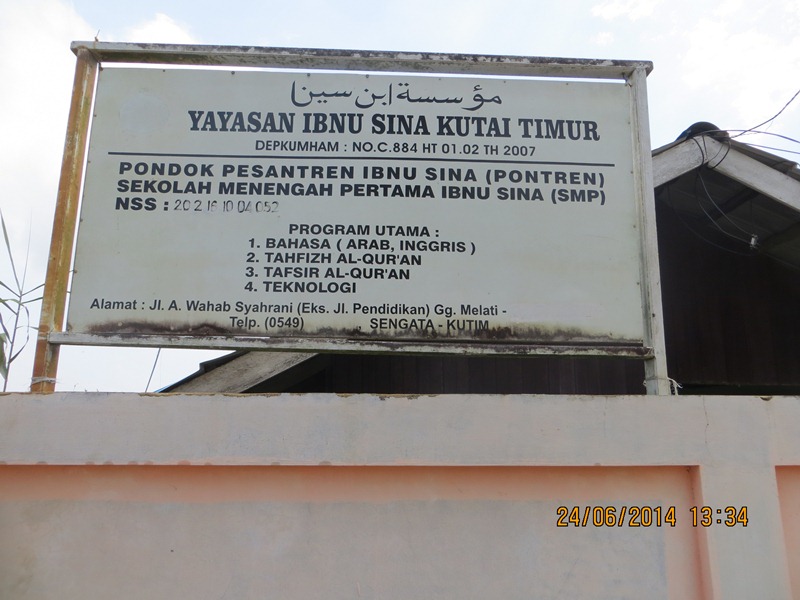 مؤسسة ابن سينا
YAYASAN IBNU SINA KUTAI TIMUR
DEPKUMHAM : NO.C.884 HT 01.02 TH 2007
PONDOK PESANTREN IBNU SINA (PONTREN)
SEKOLAH MENENGAH PERTAMA IBNU SINA (SMP)
NSS : 20 2 16 10 04 052
PROGRAM UTAMA :
1. BAHASA ( ARAB, INGGRIS )
2. TAHFIZH AL-QUR'AN
3. TAFSIR AL-QUR'AN
4. TEKNOLOGI
Alamat : Jl. A. Wahab Syahrani (Eks. Jl. Pendidikan) Gg. Melati -
Telp. (0549) , SENGATA - KUTIM
24/06/2014 13:34